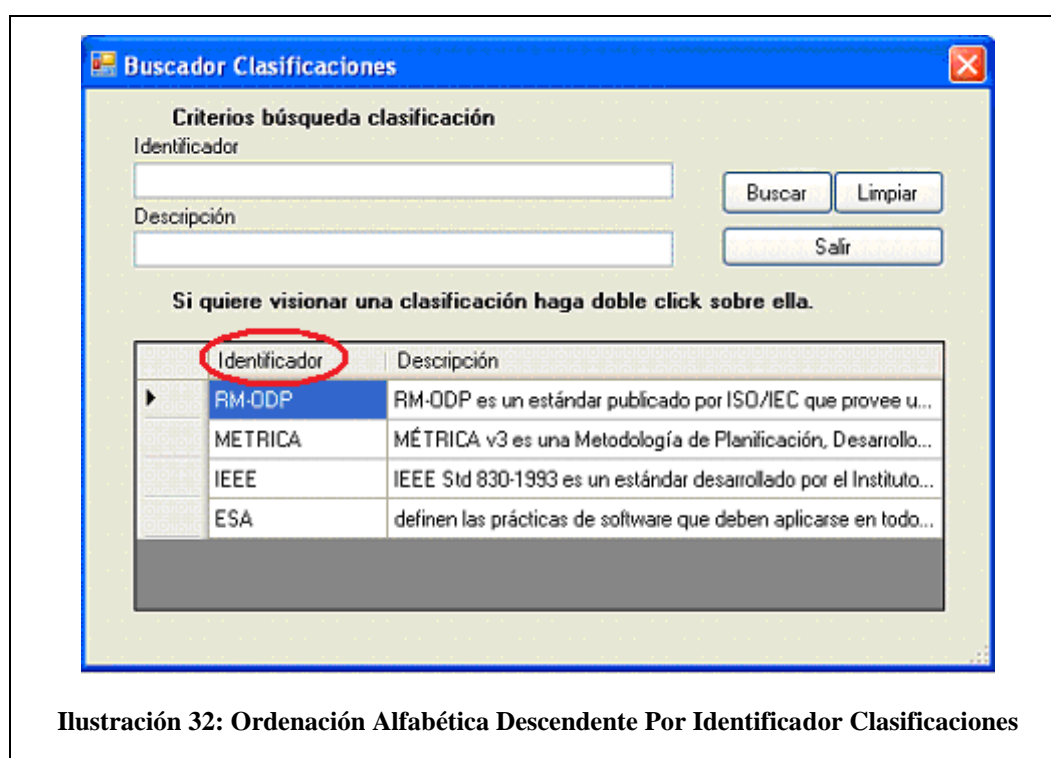 Buscador Clasificaciones
Criterios búsqueda clasificación
Identificador
Buscar Limpiar
Descripción
Salir
Si quiere visionar una clasificación haga doble click sobre ella.
Identificador Descripción
RM-ODP RM-ODP es un estándar publicado por ISO/IEC que provee u...
METRICA MÉTRICA v3 es una Metodología de Planificación, Desarrollo...
IEEE IEEE Std 830-1993 es un estándar desarrollado por el Instituto...
ESA definen las prácticas de software que deben aplicarse en todo...
Ilustración 32: Ordenación Alfabética Descendente Por Identificador Clasificaciones